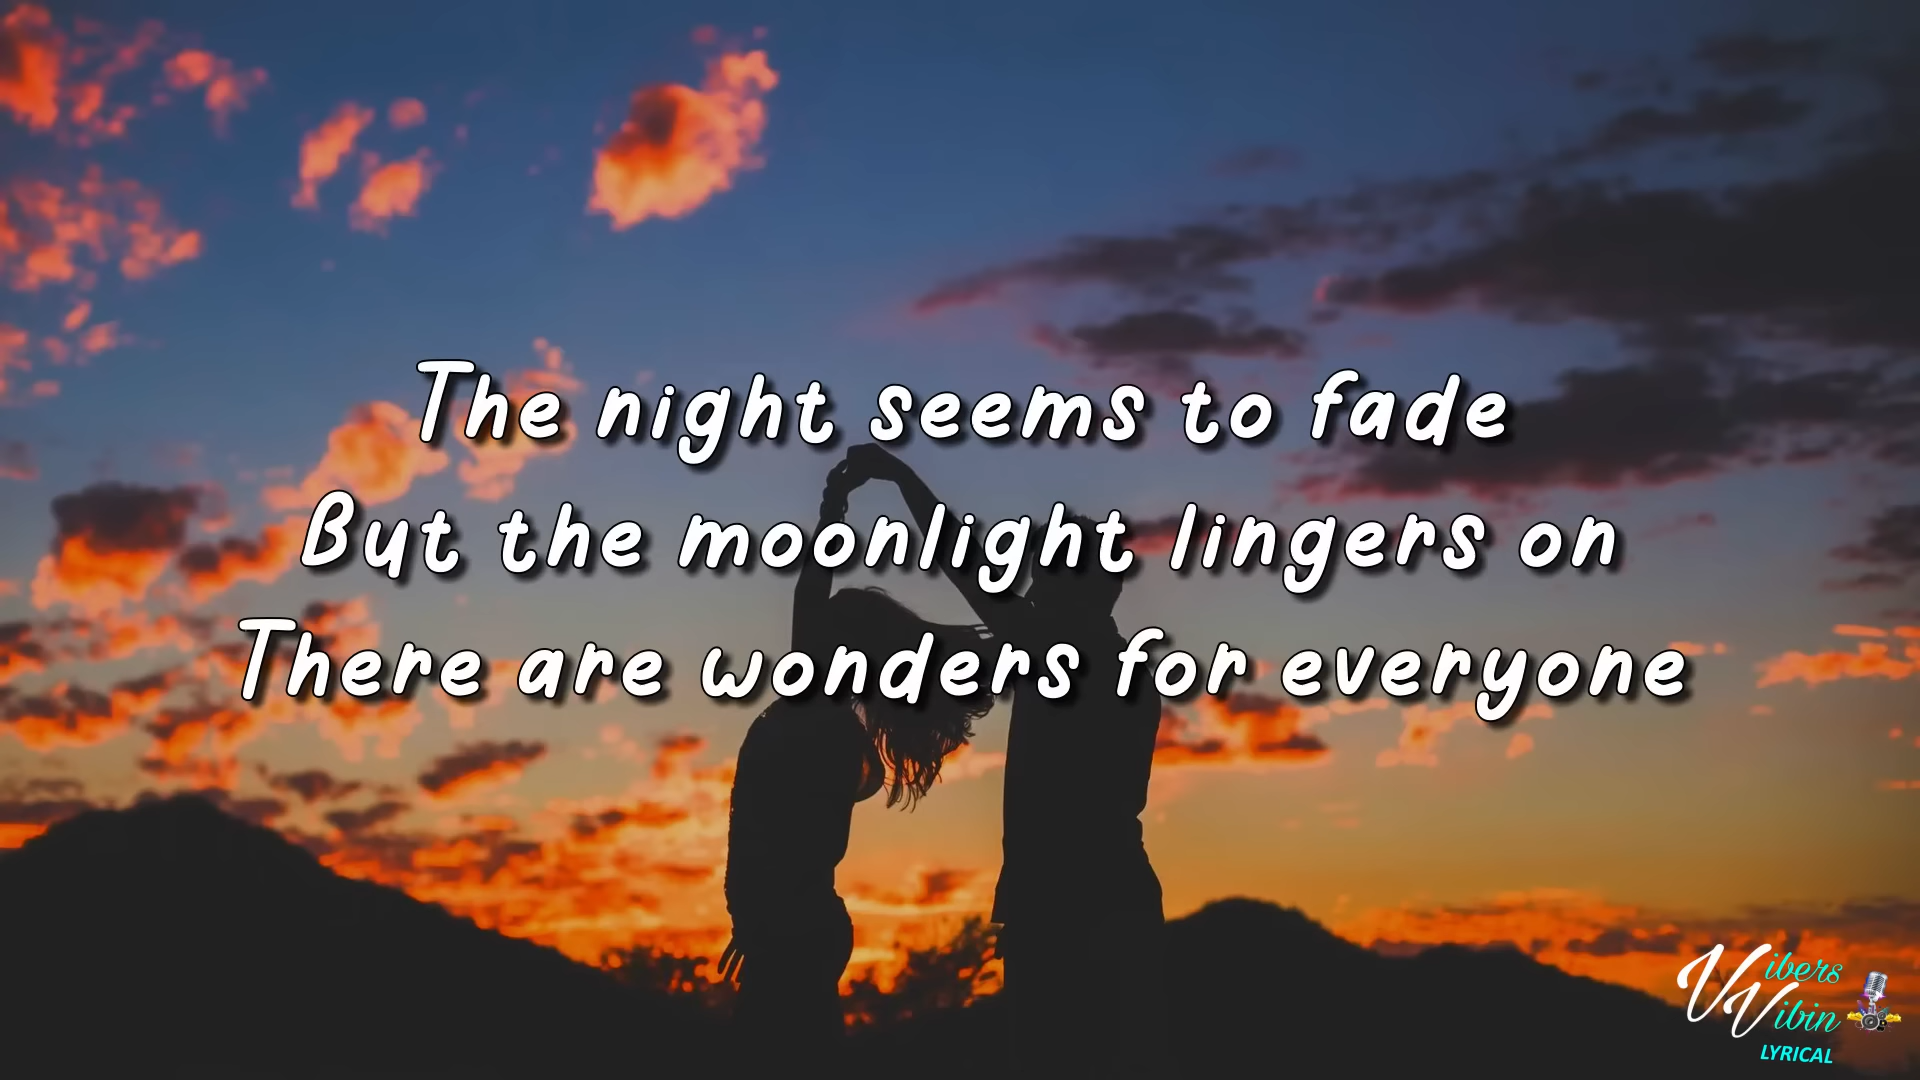 The night seems to fade
But the moonlight lingers on
There are wonders for everyone
Vibers
Vibin
LYRICAL